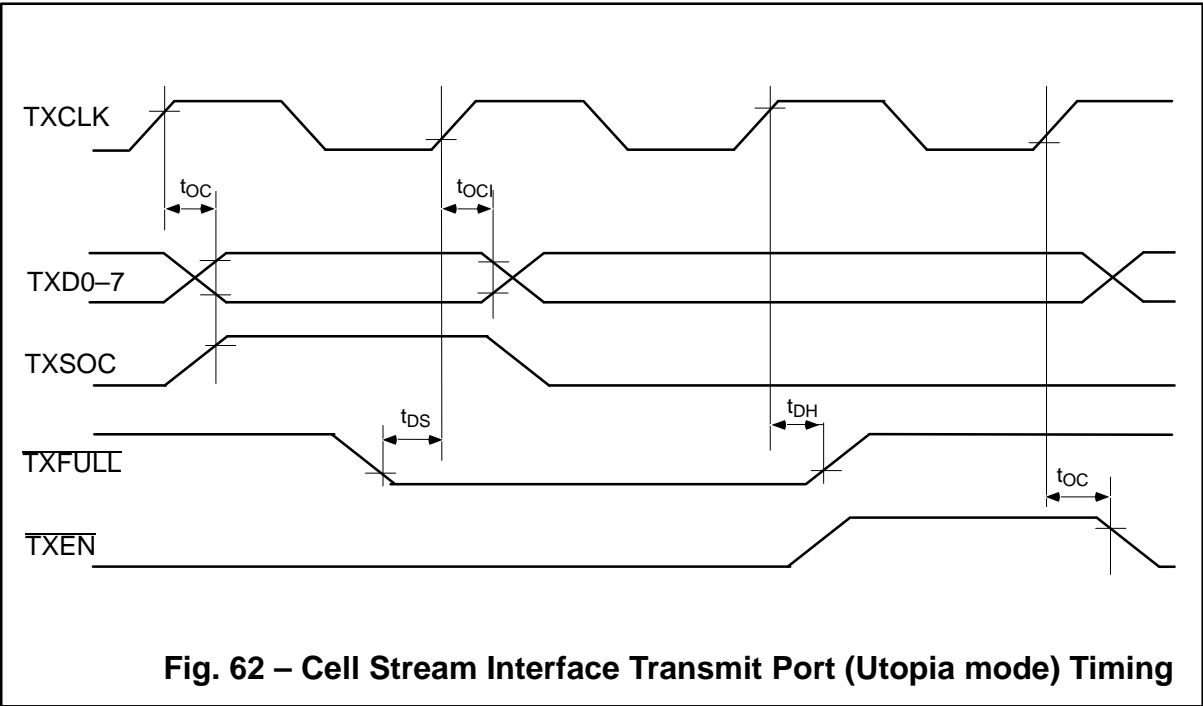 TXCLK
tOC
tOCI
TXD0–7
TXSOC
tDS
tDH
TXFULL
tOC
TXEN
Fig. 62 – Cell Stream Interface Transmit Port (Utopia mode) Timing